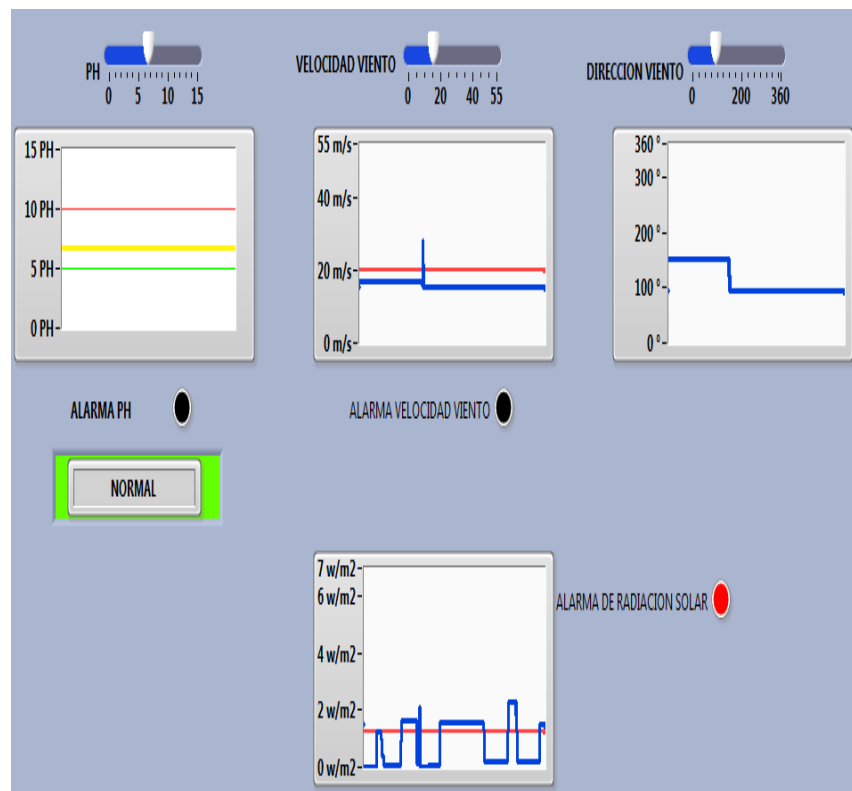 PH
0 5 10 15
VELOCIDAD VIENTO
0 20 40 55
DIRECCION VIENTO
0 200 360
15 PH
10 PH
5 PH
0 PH
55 m/s
40 m/s
20 m/s
0 m/s
360 º
300 º
200 º
100 º
0 º
ALARMA PH
ALARMA VELOCIDAD VIENTO
NORMAL
7 w/m2
6 w/m2
4 w/m2
2 w/m2
0 w/m2
ALARMA DE RADIACION SOLAR